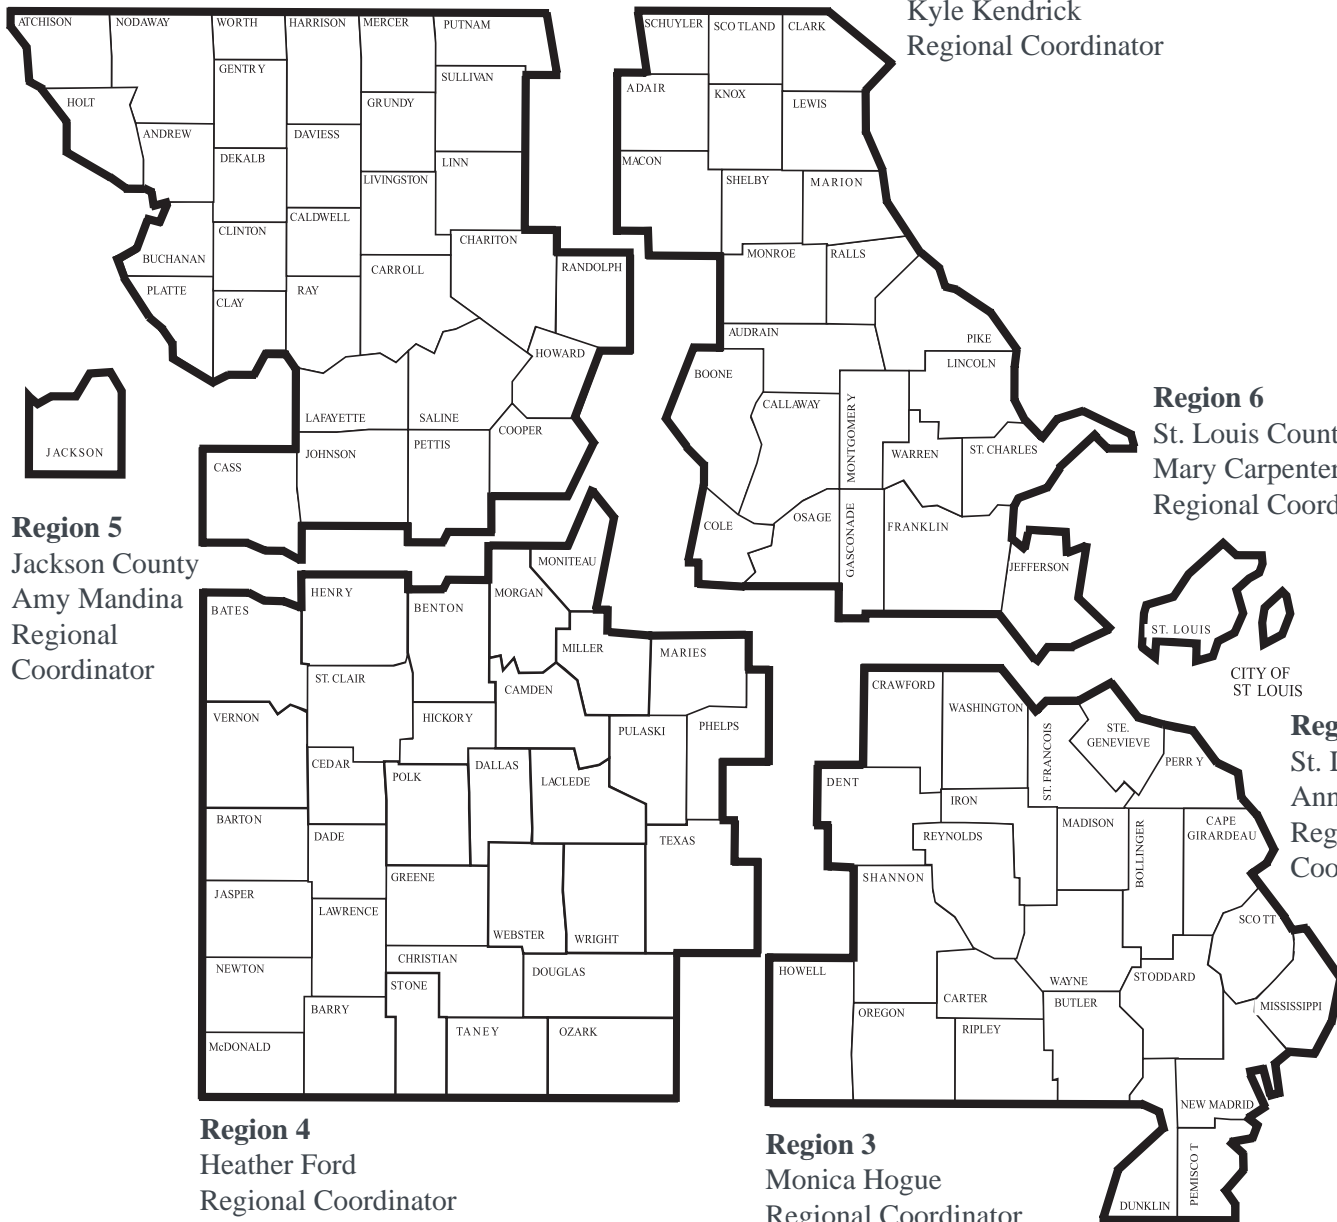 Kyle Kendrick
Regional Coordinator
ATCHISON
NODAWAY
WORTH
HARRISON
MERCER
PUTNAM
GENTRY
SULLIVAN
HOLT
GRUNDY
ANDREW
DAVIESS
DEKALB
LINN
LIVINGSTON
CALDWELL
CLINTON
CHARITON
BUCHANAN
CARROLL
RANDOLPH
PLATTE
CLAY
RAY
HOWARD
LAFAYETTE
SALINE
COOPER
PETTIS
JOHNSON
CASS
JACKSON
Region 5
Jackson County
Amy Mandina
Regional
Coordinator
SCHUYLER
SCOTLAND
CLARK
ADAIR
KNOX
LEWIS
MACON
SHELBY
MARION
MONROE
RALLS
AUDRAIN
PIKE
LINCOLN
BOONE
CALLAWAY
MONTGOMERY
WARREN
ST. CHARLES
COLE
OSAGE
GASCONADE
FRANKLIN
JEFFERSON
Region 6
St. Louis Count
Mary Carpenter
Regional Coord
ST. LOUIS
CITY OF
ST LOUIS
Reg
St. L
Ann
Reg
Coo
MONITEAU
HENRY
MORGAN
BATES
BENTON
MILLER
MARIES
ST. CLAIR
CAMDEN
VERNON
HICKORY
PULASKI
PHELPS
CEDAR
POLK
DALLAS
LACLEDE
BARTON
DADE
TEXAS
JASPER
GREENE
LAWRENCE
WEBSTER
WRIGHT
NEWTON
CHRISTIAN
DOUGLAS
STONE
BARRY
McDONALD
TANEY
OZARK
Region 4
Heather Ford
Regional Coordinator
CRAWFORD
WASHINGTON
ST. FRANCOIS
STE.
GENEVIEVE
PERRY
DENT
IRON
REYNOLDS
MADISON
BOLLINGER
CAPE
GIRARDEAU
SHANNON
SCOTT
HOWELL
WAYNE
STODDARD
CARTER
BUTLER
MISSISSIPPI
OREGON
RIPLEY
NEW MADRID
PEMISCOT
DUNKLIN
Region 3
Monica Hogue
Regional Coordinator